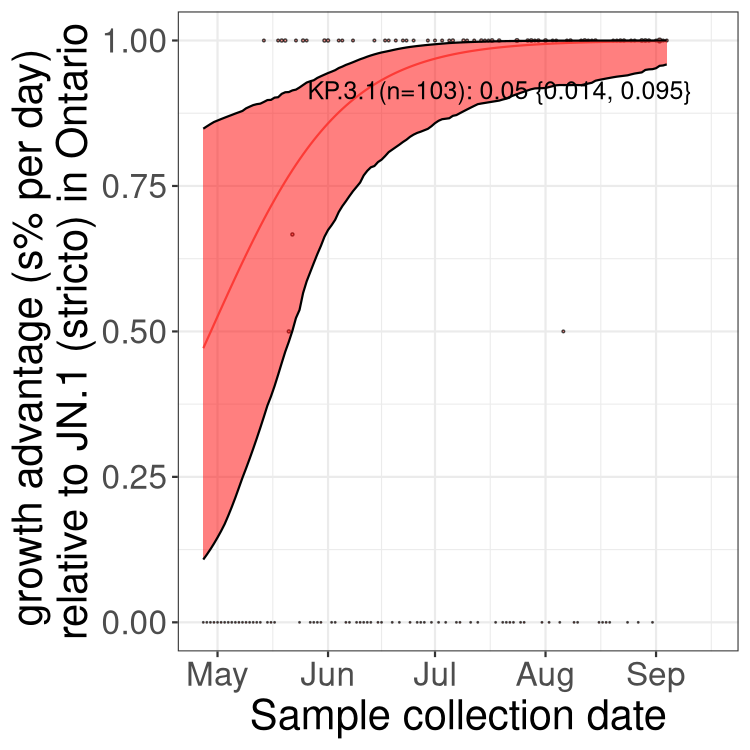 growth advantage (s% per day)
relative to JN.1 (stricto) in Ontario
1.00
0.75
0.50
0.25
0.00
KP.3.1(n=103): 0.05 {0.014, 0.095}
May Jun Jul Aug Sep
Sample collection date